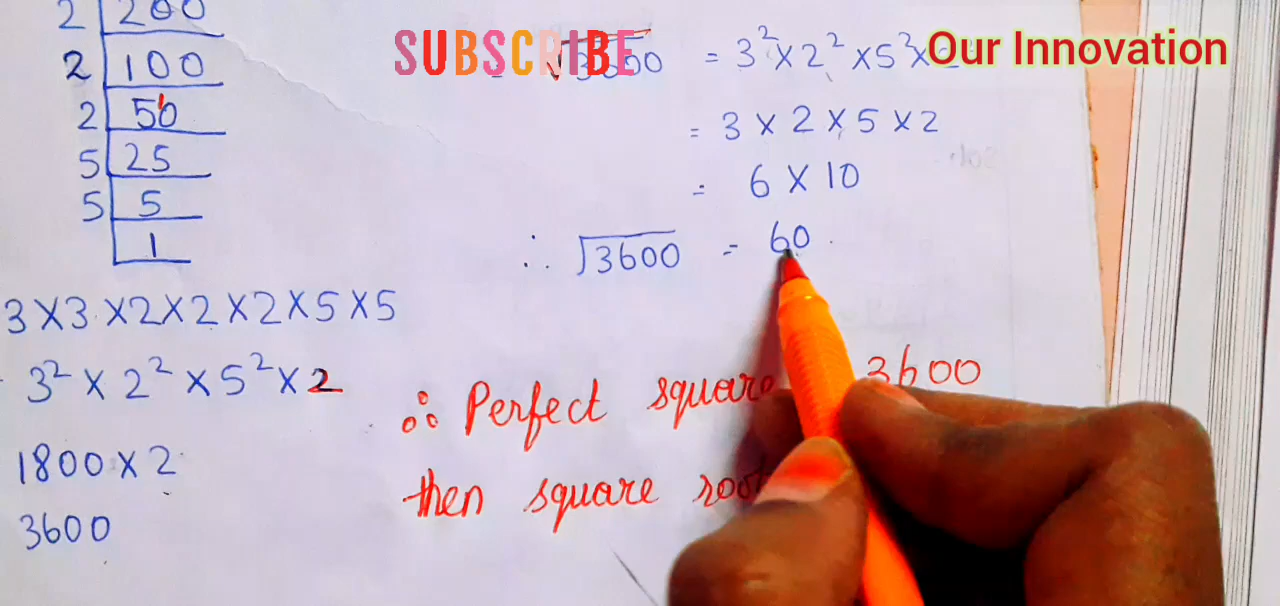 2 200
2 100
2 50
5 25
5 5
1
3 X 3 X 2 X 2 X 2 X 5 X 5
3² X 2² X 5² X 2
1800 X 2
3600
SUBSCRIBE
Our Innovation
√3600 = 3² X 2² X 5² X
= 3 X 2 X 5 X 2
= 6 X 10
∴ √3600 = 60
∴ Perfect square 3600
then square root